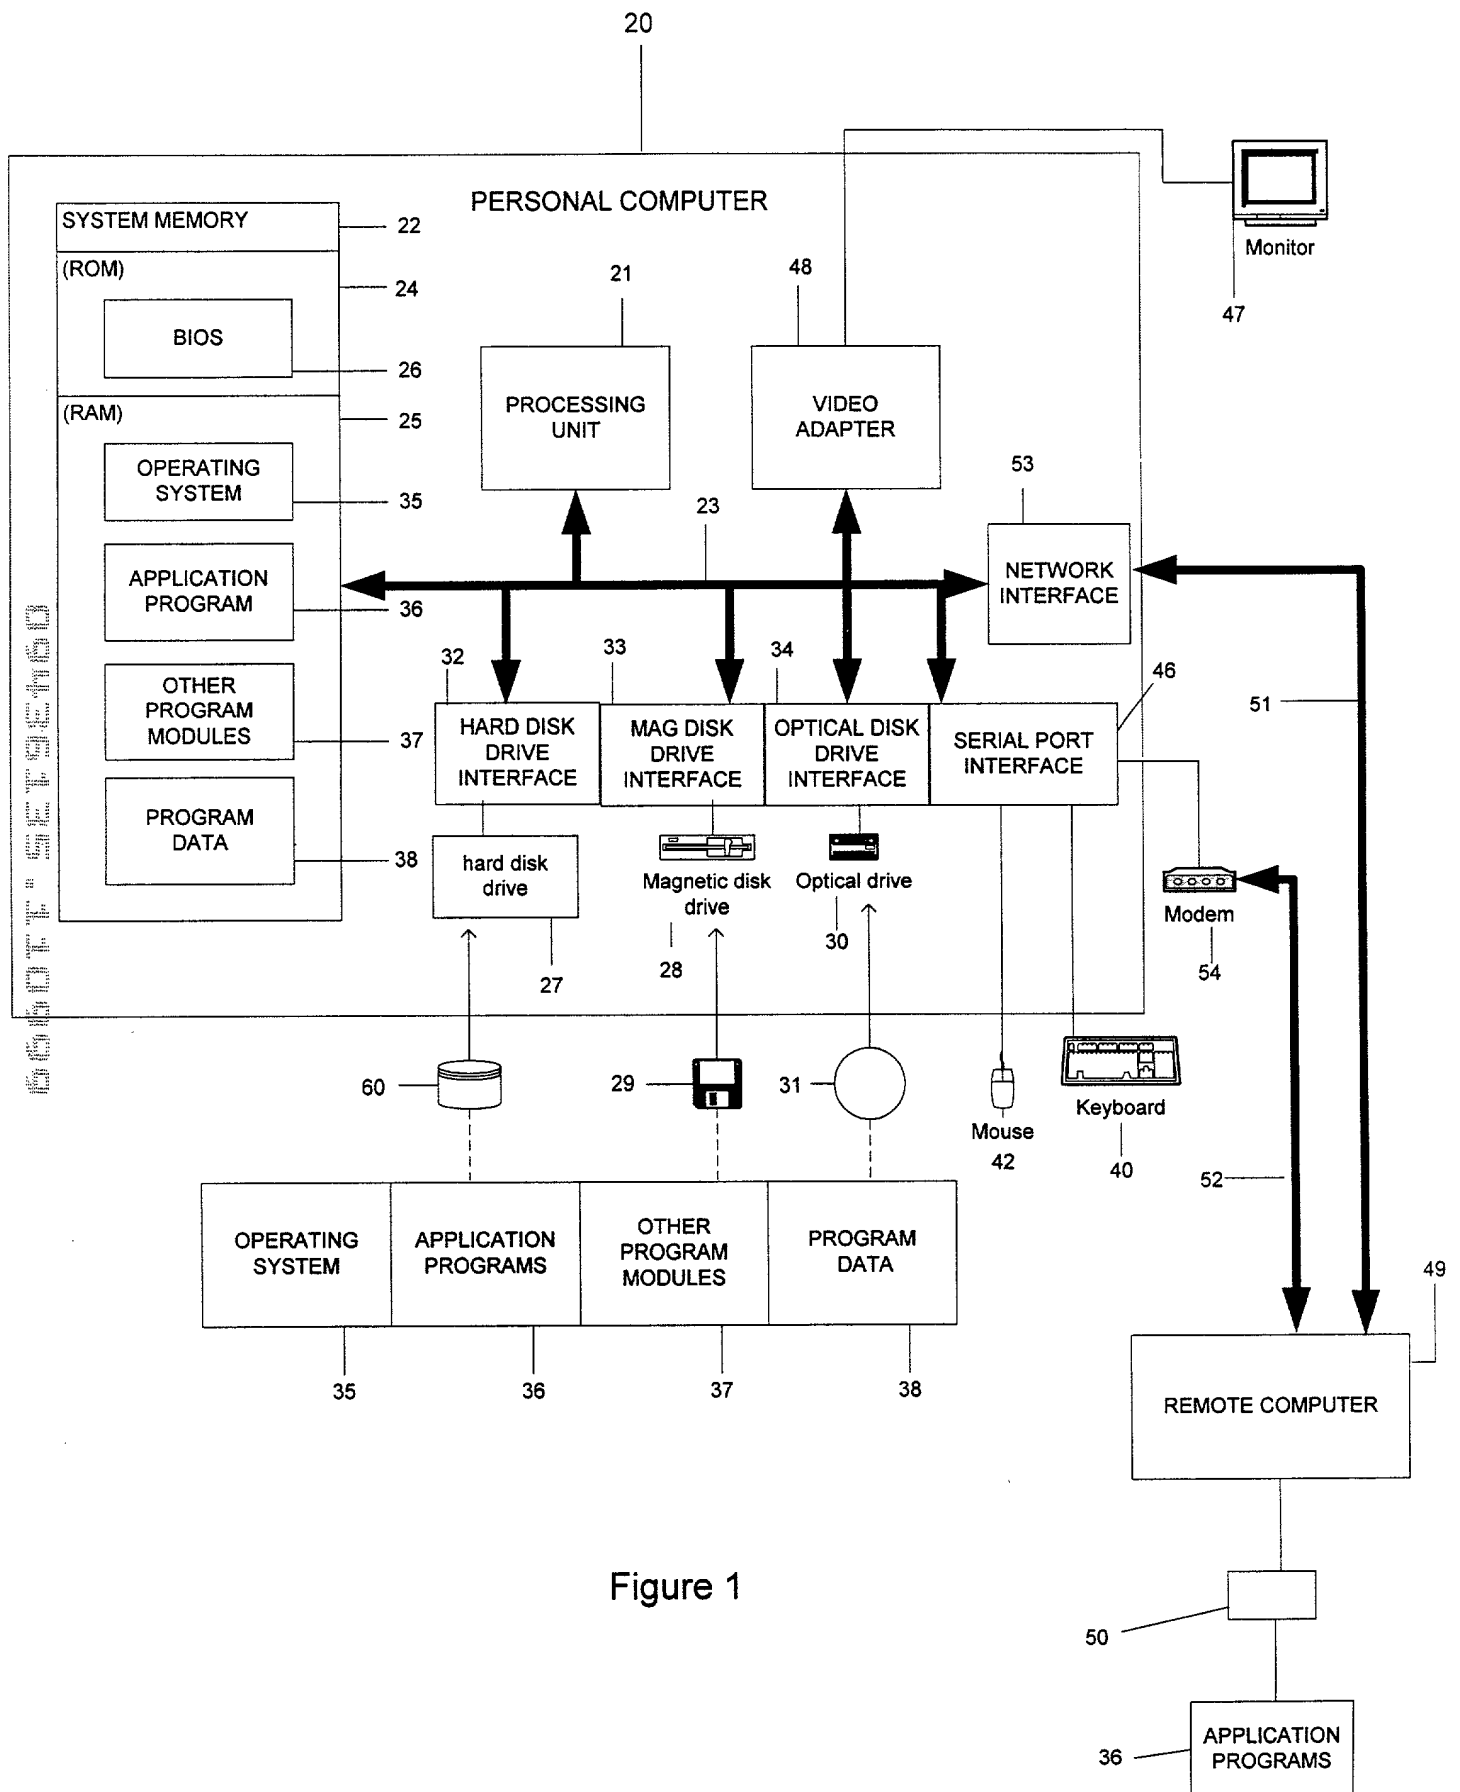 20
PERSONAL COMPUTER
SYSTEM MEMORY
22
(ROM)
24
BIOS
26
(RAM)
25
OPERATING
SYSTEM
35
APPLICATION
PROGRAM
36
OTHER
PROGRAM
MODULES
37
PROGRAM
DATA
38
21
PROCESSING
UNIT
48
VIDEO
ADAPTER
Monitor
47
23
53
NETWORK
INTERFACE
32
HARD DISK
DRIVE
INTERFACE
33
MAG DISK
DRIVE
INTERFACE
34
OPTICAL DISK
DRIVE
INTERFACE
46
SERIAL PORT
INTERFACE
51
hard disk
drive
27
Magnetic disk
drive
28
Optical drive
30
Modem
54
60
29
31
Mouse
42
Keyboard
40
52
OPERATING
SYSTEM
APPLICATION
PROGRAMS
OTHER
PROGRAM
MODULES
PROGRAM
DATA
35
36
37
38
49
REMOTE COMPUTER
Figure 1
50
36
APPLICATION
PROGRAMS